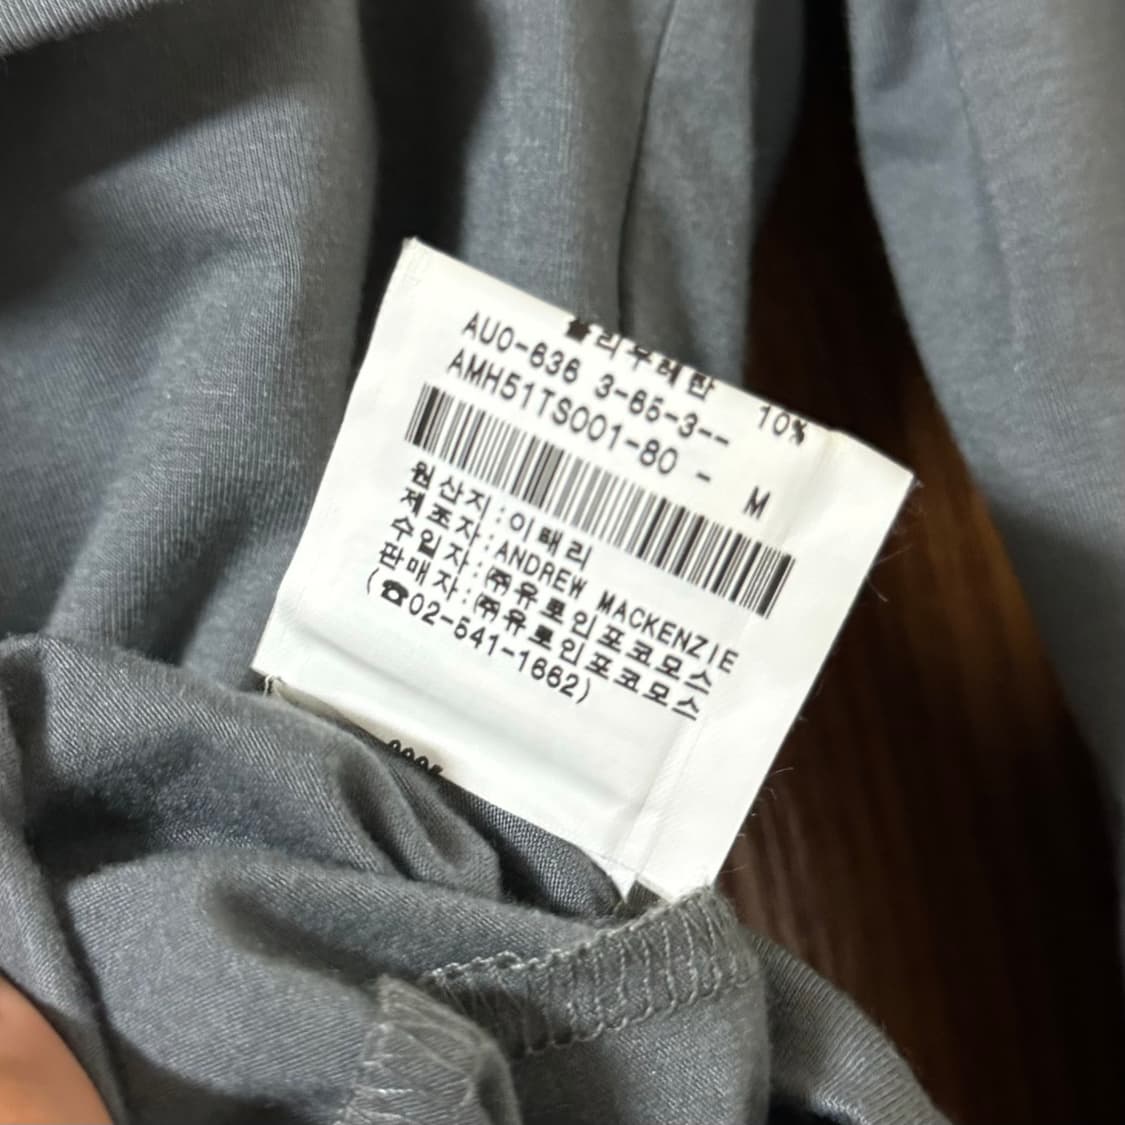 폴리우레탄 10%
AU0-636 3-65-3--
AMH51TS001-80 - M
원산지:이태리
제조자:ANDREW MACKENZIE
수입자:㈜유로인포코모스
판매자:㈜유로인포코모스
(☎02-541-1662)